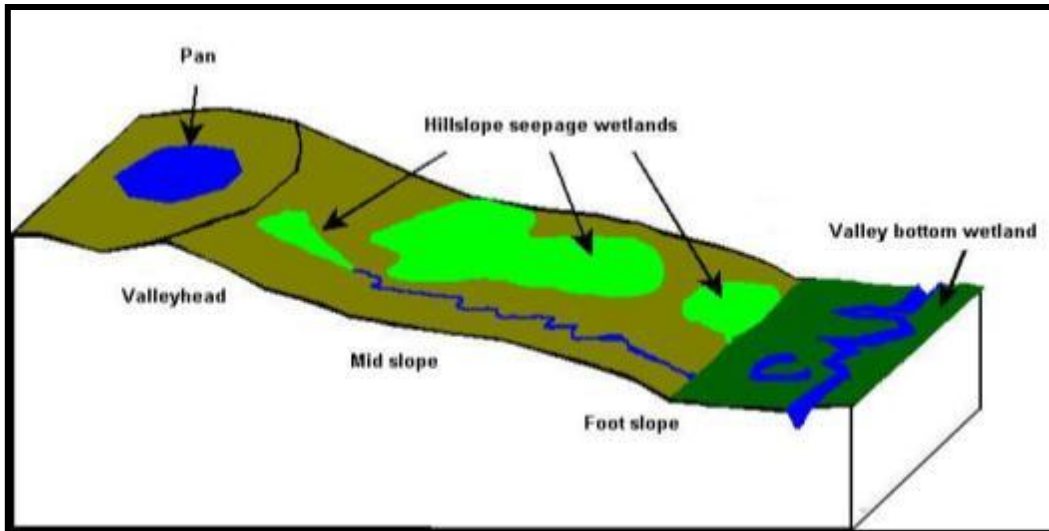 Pan
Hillslope seepage wetlands
Valley bottom wetland
Valleyhead
Mid slope
Foot slope